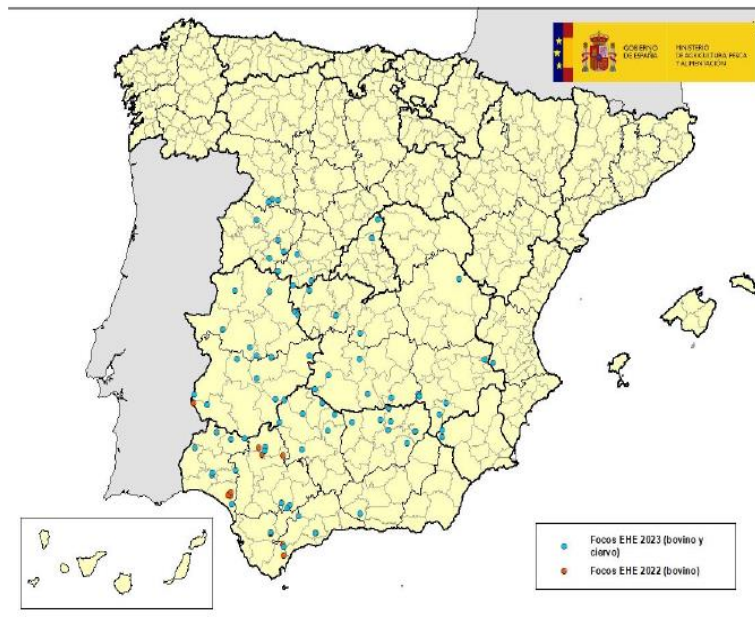 GOBIERNO
DE ESPAÑA
MINISTERIO
DE AGRICULTURA, PESCA
Y ALIMENTACIÓN
Focos EHE 2023 (bovino y
ciervo)
Focos EHE 2022 (bovino)